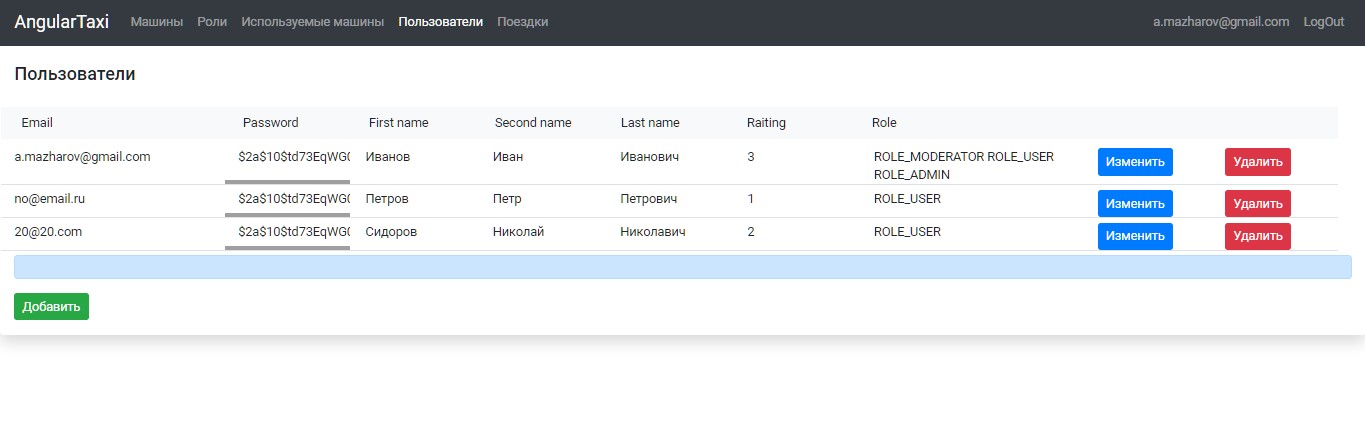 AngularTaxi Машины Роли Используемые машины Пользователи Поездки a.mazharov@gmail.com LogOut
Пользователи
Email Password First name Second name Last name Raiting Role
a.mazharov@gmail.com $2a$10$td73EqWG Иванов Иван Иванович 3 ROLE_MODERATOR ROLE_USER Изменить Удалить
ROLE_ADMIN
no@email.ru $2a$10$td73EqWG Петров Петр Петрович 1 ROLE_USER Изменить Удалить
20@20.com $2a$10$td73EqWG Сидоров Николай Николавич 2 ROLE_USER Изменить Удалить
Добавить